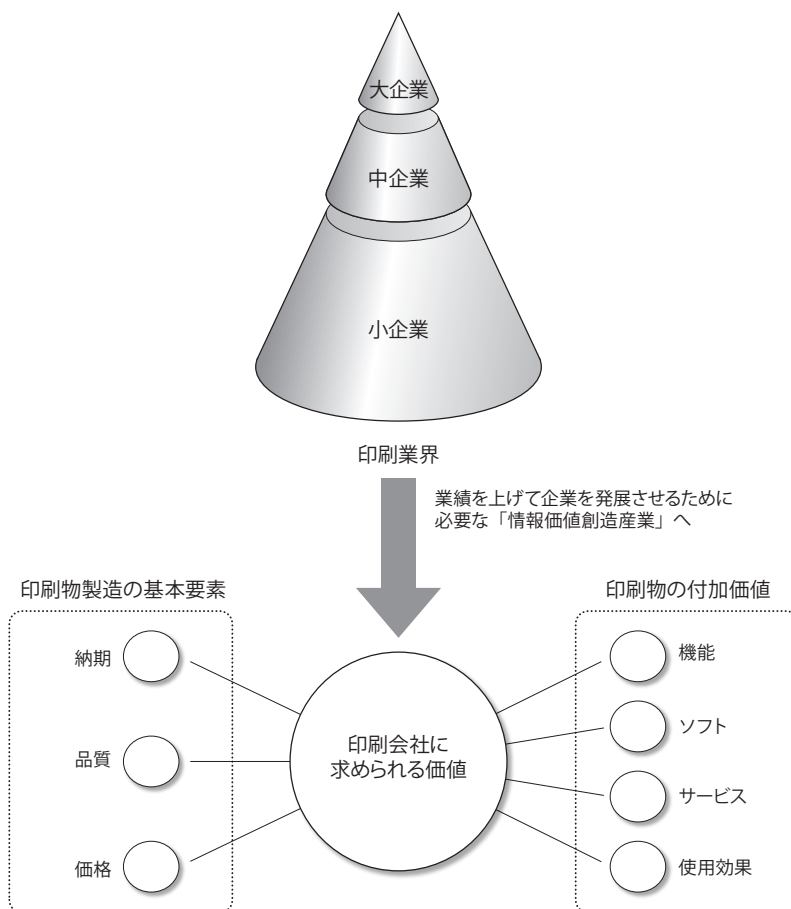 大企業
中企業
小企業
印刷業界
業績を上げて企業を発展させるために
必要な「情報価値創造産業」へ
印刷物製造の基本要素
納期
品質
価格
印刷会社に
求められる価値
印刷物の付加価値
機能
ソフト
サービス
使用効果